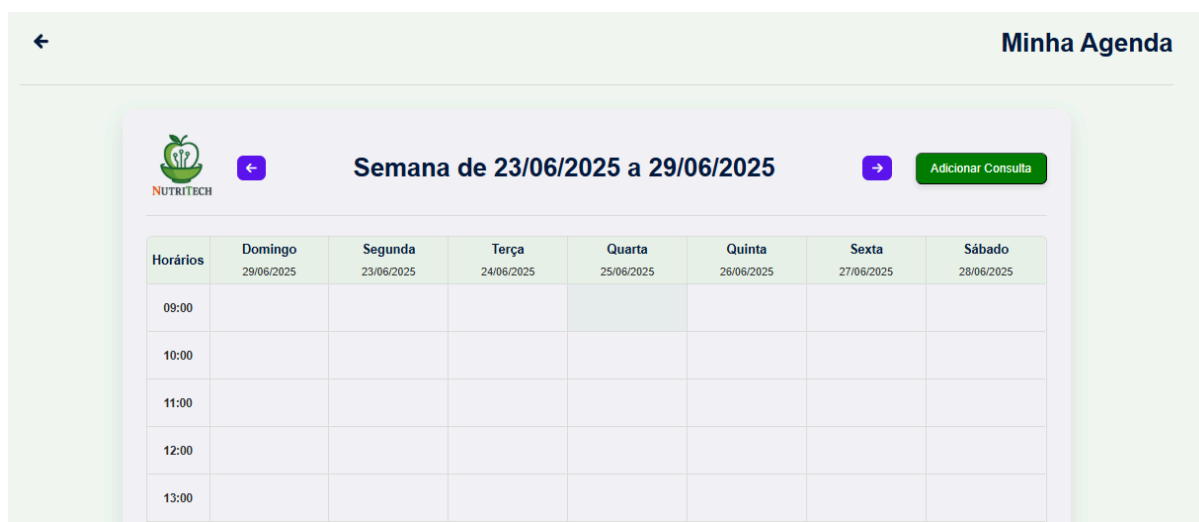 Minha Agenda
NUTRITECH
Semana de 23/06/2025 a 29/06/2025
Adicionar Consulta
Horários Domingo Segunda Terça Quarta Quinta Sexta Sábado
29/06/2025 23/06/2025 24/06/2025 25/06/2025 26/06/2025 27/06/2025 28/06/2025
09:00
10:00
11:00
12:00
13:00